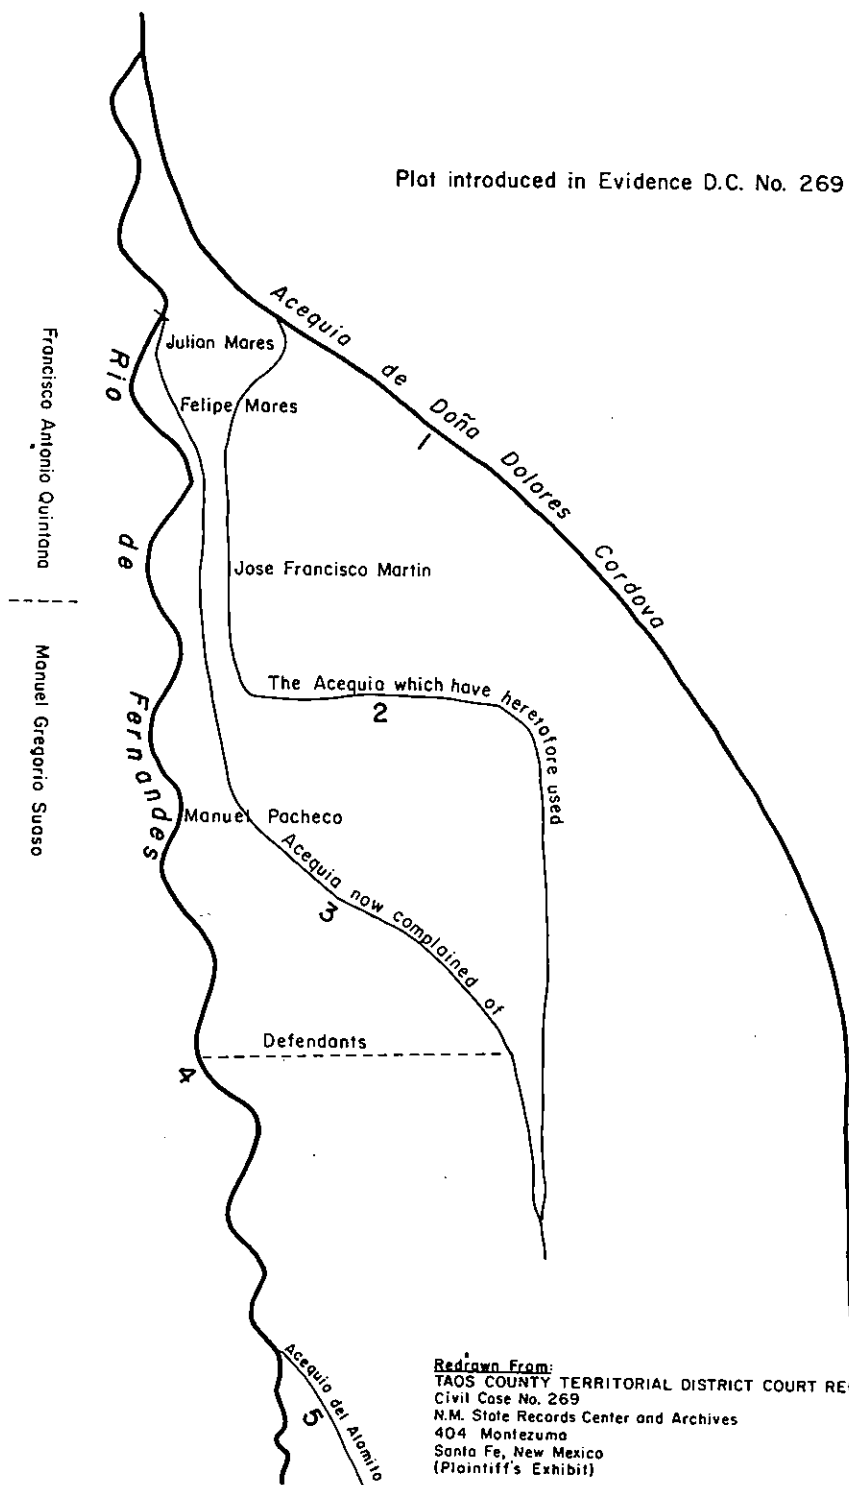 Plat introduced in Evidence D.C. No. 269
Acequia de Doña Dolores Cordova
1
Julian Mares
Felipe Mares
Rio de Fernandes
Francisco Antonio Quintana
Manuel Gregorio Suaso
Jose Francisco Martin
The Acequia which have heretofore used
2
Manuel Pacheco
Acequia now complained of
3
Defendants
4
Acequia del Alamito
5
Redrawn From:
TAOS COUNTY TERRITORIAL DISTRICT COURT RE
Civil Case No. 269
N.M. State Records Center and Archives
404 Montezuma
Santa Fe, New Mexico
(Plaintiff's Exhibit)